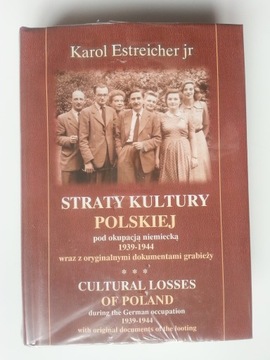 Karol Estreicher jr
STRATY KULTURY
POLSKIEJ
pod okupacją niemiecką
1939-1944
wraz z oryginalnymi dokumentami grabieży
* * *
CULTURAL LOSSES
OF POLAND
during the German occupation
1939-1944
with original documents of the looting